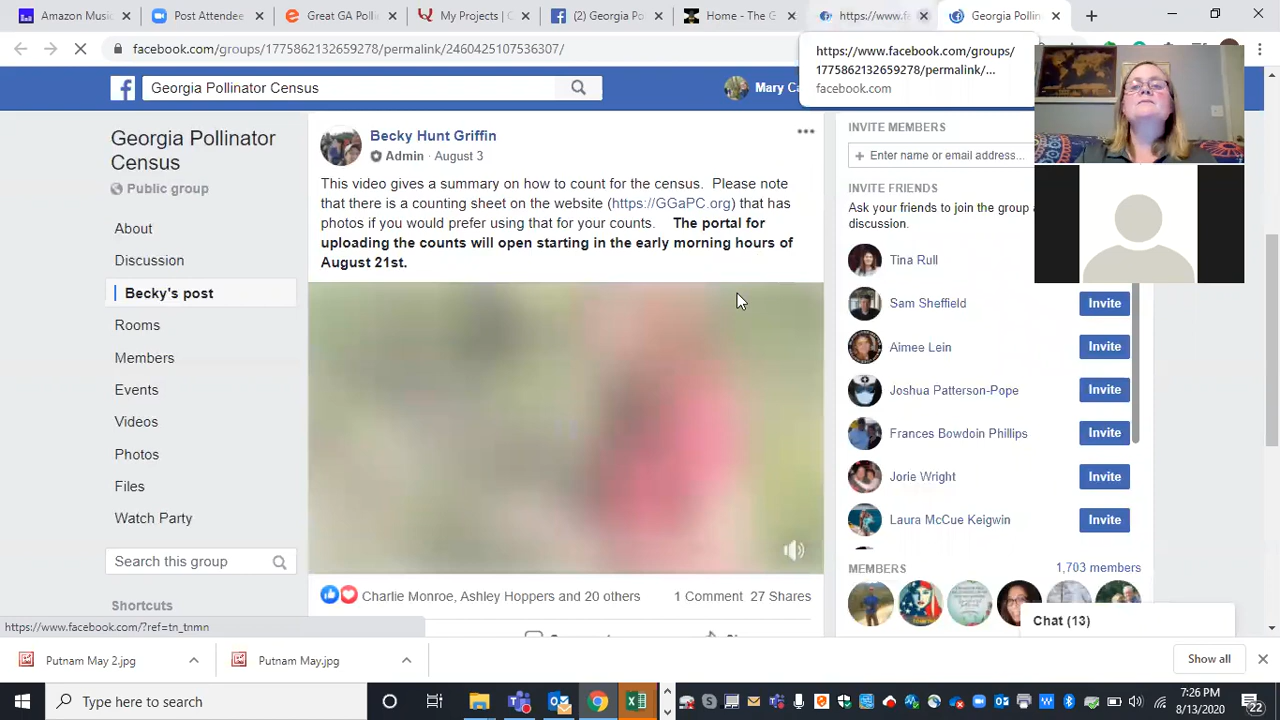 Amazon Music
Post Attendee
Great GA Polli
My Projects | C
(2) Georgia Po
Home - The G
https://www.f
Georgia Pollin
facebook.com/groups/1775862132659278/permalink/2460425107536307/
https://www.facebook.com/groups/
1775862132659278/permalink/...
facebook.com
Georgia Pollinator Census
Mary Ca
Georgia Pollinator
Census
Public group
About
Discussion
Becky's post
Rooms
Members
Events
Videos
Photos
Files
Watch Party
Search this group
Shortcuts
Becky Hunt Griffin
Admin · August 3
This video gives a summary on how to count for the census. Please note
that there is a counting sheet on the website (https://GGaPC.org) that has
photos if you would prefer using that for your counts. The portal for
uploading the counts will open starting in the early morning hours of
August 21st.
Charlie Monroe, Ashley Hoppers and 20 others
1 Comment 27 Shares
INVITE MEMBERS
Enter name or email address...
INVITE FRIENDS
Ask your friends to join the group a
discussion.
Tina Rull
Sam Sheffield Invite
Aimee Lein Invite
Joshua Patterson-Pope Invite
Frances Bowdoin Phillips Invite
Jorie Wright Invite
Laura McCue Keigwin Invite
MEMBERS 1,703 members
Chat (13)
https://www.facebook.com/?ref=tn_tnmn
Putnam May 2.jpg
Putnam May.jpg
Show all
Type here to search
7:26 PM
8/13/2020
22